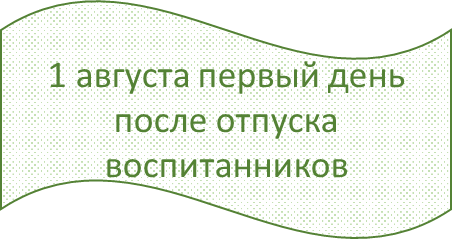 1 августа первый день
после отпуска
воспитанников